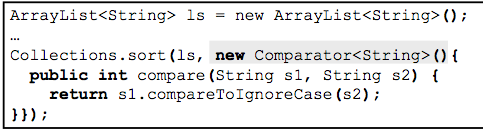 ArrayList<String> ls = new ArrayList<String>();
…
Collections.sort(ls, new Comparator<String>(){
  public int compare(String s1, String s2) {
    return s1.compareToIgnoreCase(s2);
}});